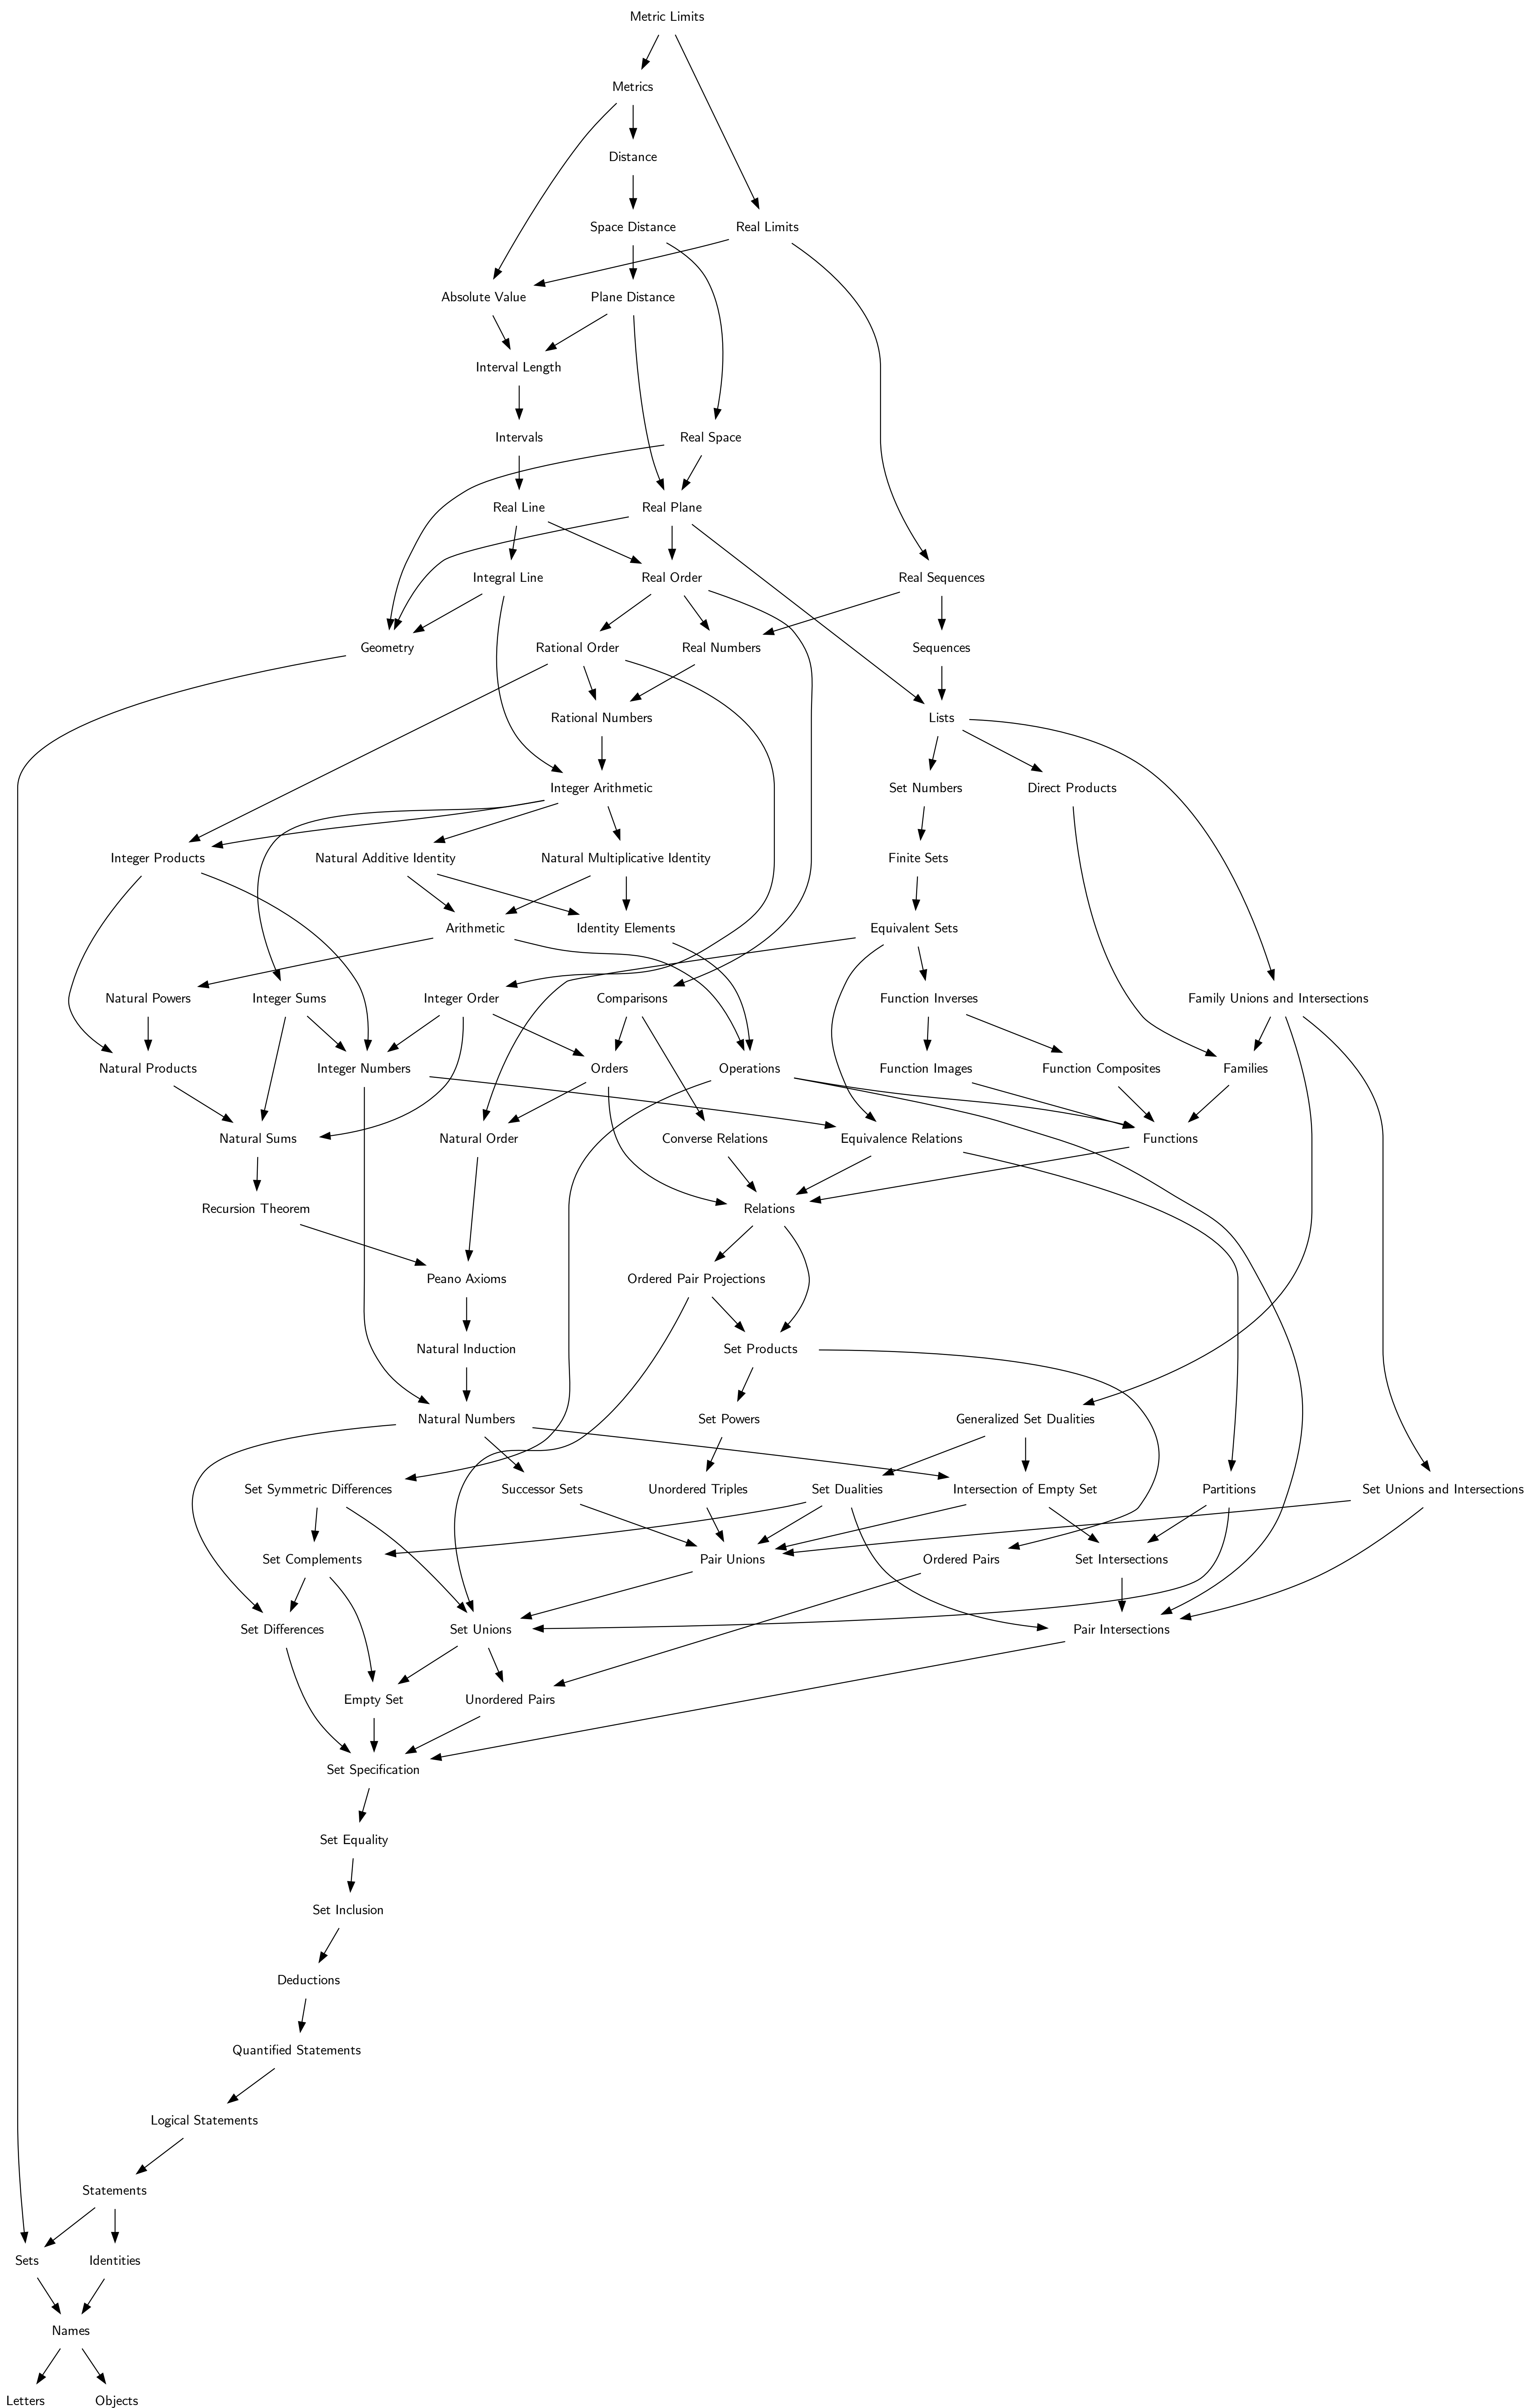 Metric Limits
Metrics
Distance
Space Distance
Real Limits
Absolute Value
Plane Distance
Interval Length
Intervals
Real Space
Real Line
Real Plane
Integral Line
Real Order
Real Sequences
Geometry
Rational Order
Real Numbers
Sequences
Rational Numbers
Lists
Integer Arithmetic
Set Numbers
Direct Products
Integer Products
Natural Additive Identity
Natural Multiplicative Identity
Finite Sets
Arithmetic
Identity Elements
Equivalent Sets
Natural Powers
Integer Sums
Integer Order
Comparisons
Function Inverses
Family Unions and Intersections
Natural Products
Integer Numbers
Orders
Operations
Function Images
Function Composites
Families
Natural Sums
Natural Order
Converse Relations
Equivalence Relations
Functions
Recursion Theorem
Relations
Peano Axioms
Ordered Pair Projections
Natural Induction
Set Products
Natural Numbers
Set Powers
Generalized Set Dualities
Set Symmetric Differences
Successor Sets
Unordered Triples
Set Dualities
Intersection of Empty Set
Partitions
Set Unions and Intersections
Set Complements
Pair Unions
Ordered Pairs
Set Intersections
Set Differences
Set Unions
Pair Intersections
Empty Set
Unordered Pairs
Set Specification
Set Equality
Set Inclusion
Deductions
Quantified Statements
Logical Statements
Statements
Sets
Identities
Names
Letters
Objects